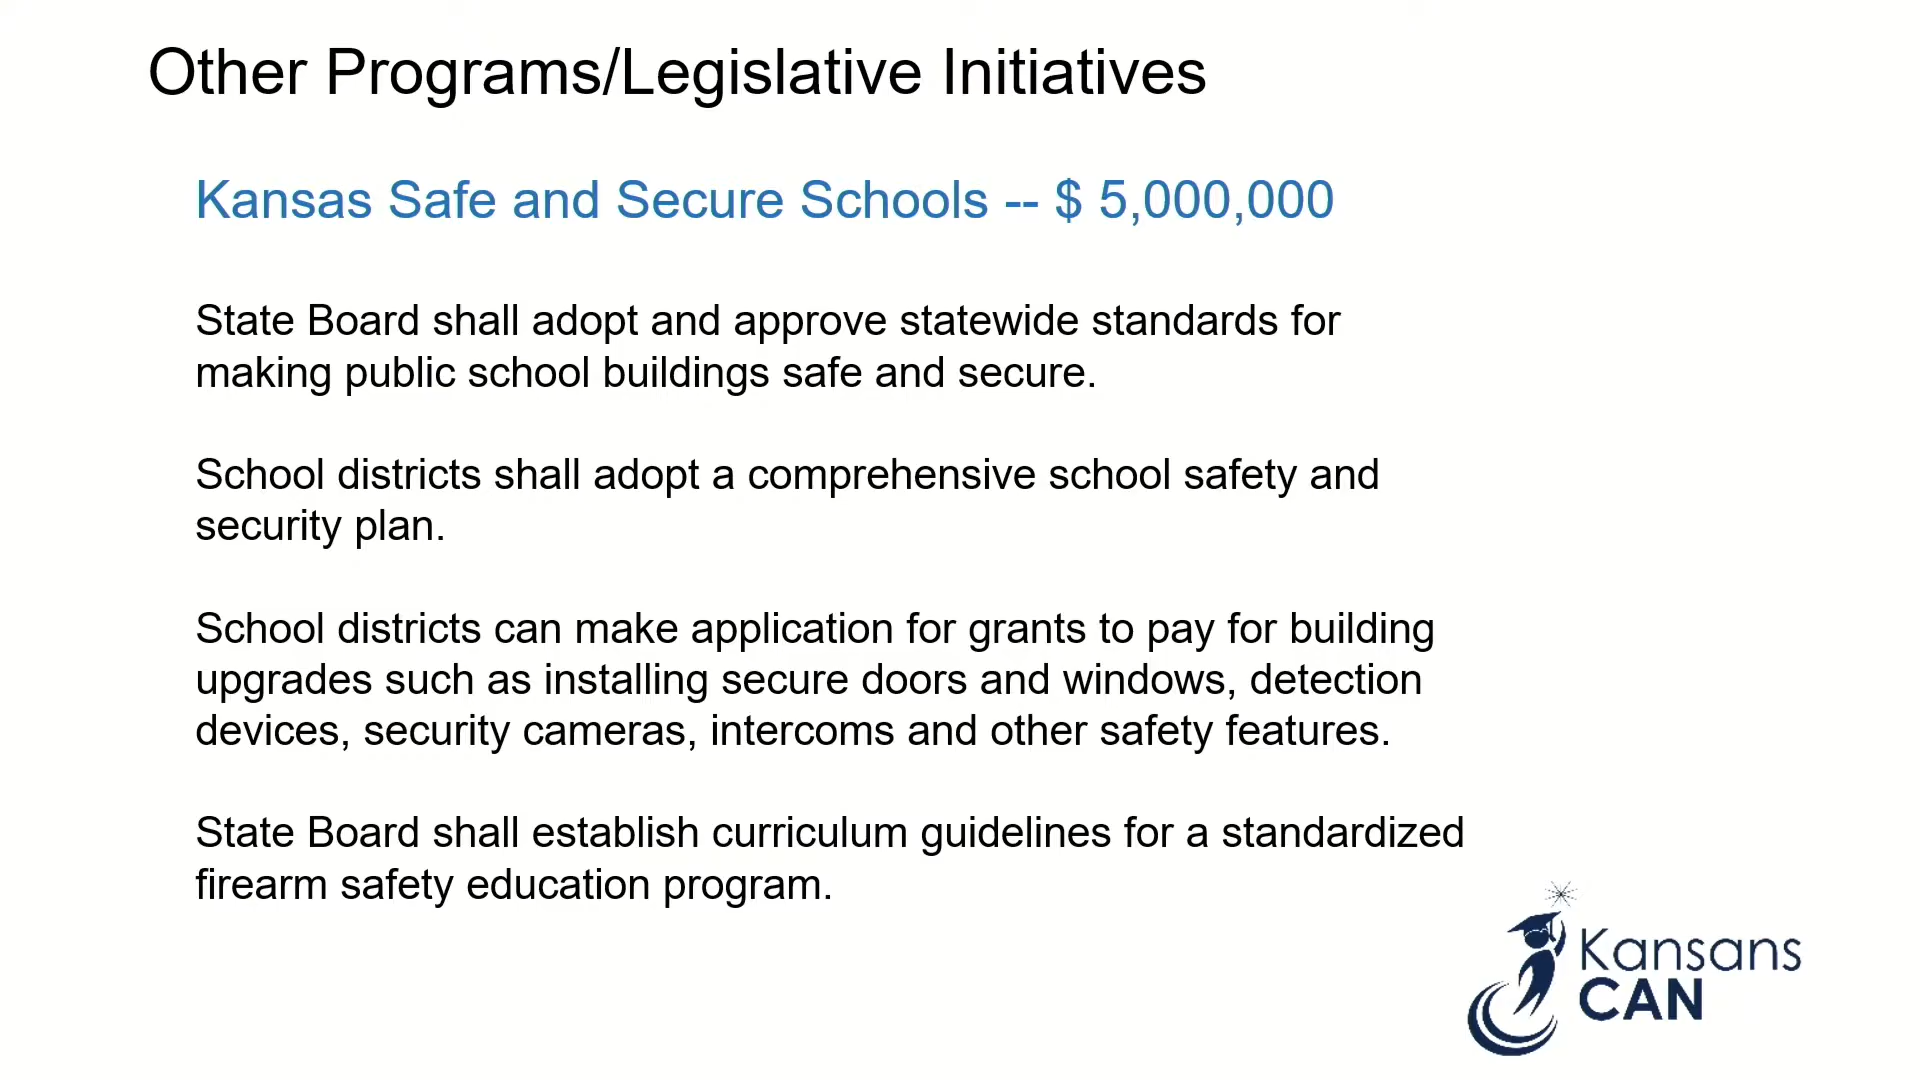 Other Programs/Legislative Initiatives
Kansas Safe and Secure Schools -- $ 5,000,000
State Board shall adopt and approve statewide standards for
making public school buildings safe and secure.
School districts shall adopt a comprehensive school safety and
security plan.
School districts can make application for grants to pay for building
upgrades such as installing secure doors and windows, detection
devices, security cameras, intercoms and other safety features.
State Board shall establish curriculum guidelines for a standardized
firearm safety education program.
Kansans
CAN